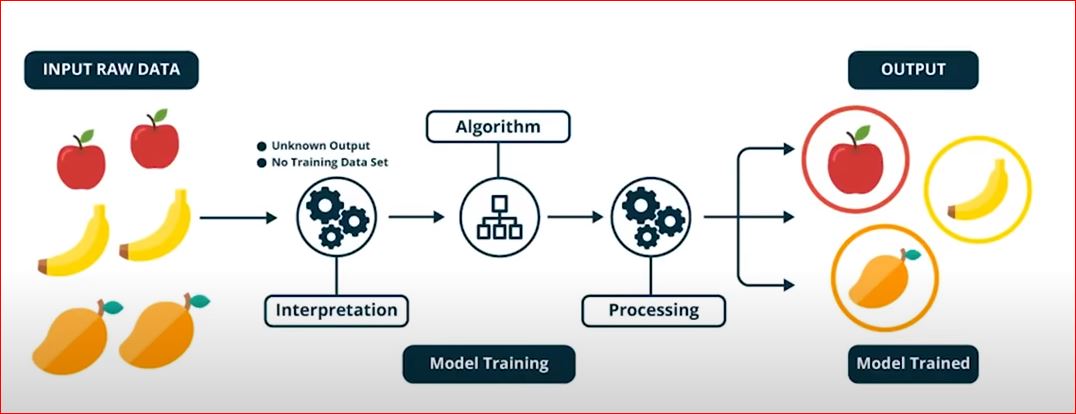 INPUT RAW DATA
OUTPUT
Algorithm
Unknown Output
No Training Data Set
Interpretation
Processing
Model Training
Model Trained